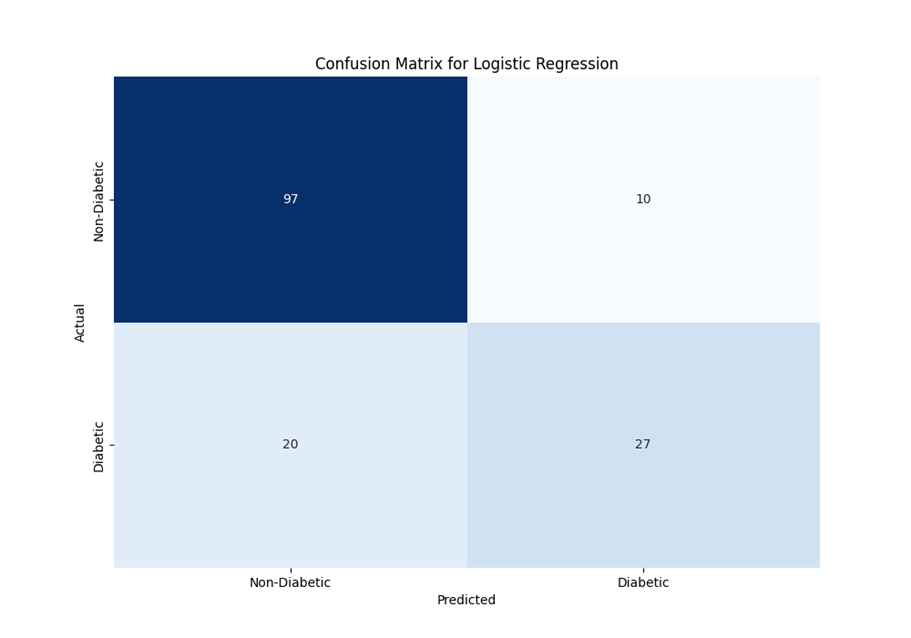 Confusion Matrix for Logistic Regression
Non-Diabetic
97
10
Actual
Diabetic
20
27
Non-Diabetic
Diabetic
Predicted